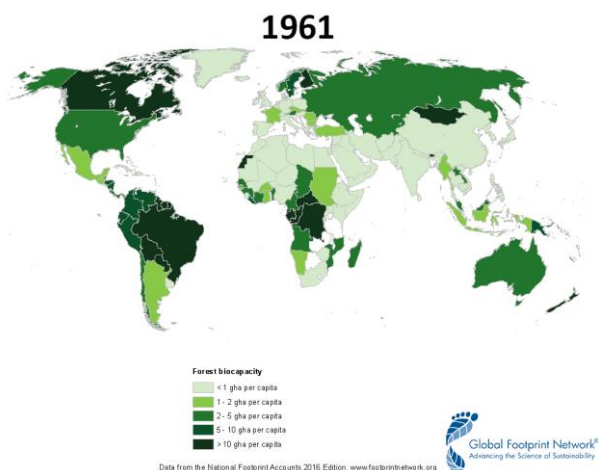 1961
Forest biocapacity
< 1 gha per capita
1 - 2 gha per capita
2 - 5 gha per capita
5 - 10 gha per capita
> 10 gha per capita
Global Footprint Network®
Advancing the Science of Sustainability
Data from the National Footprint Accounts 2016 Edition, www.footprintnetwork.org